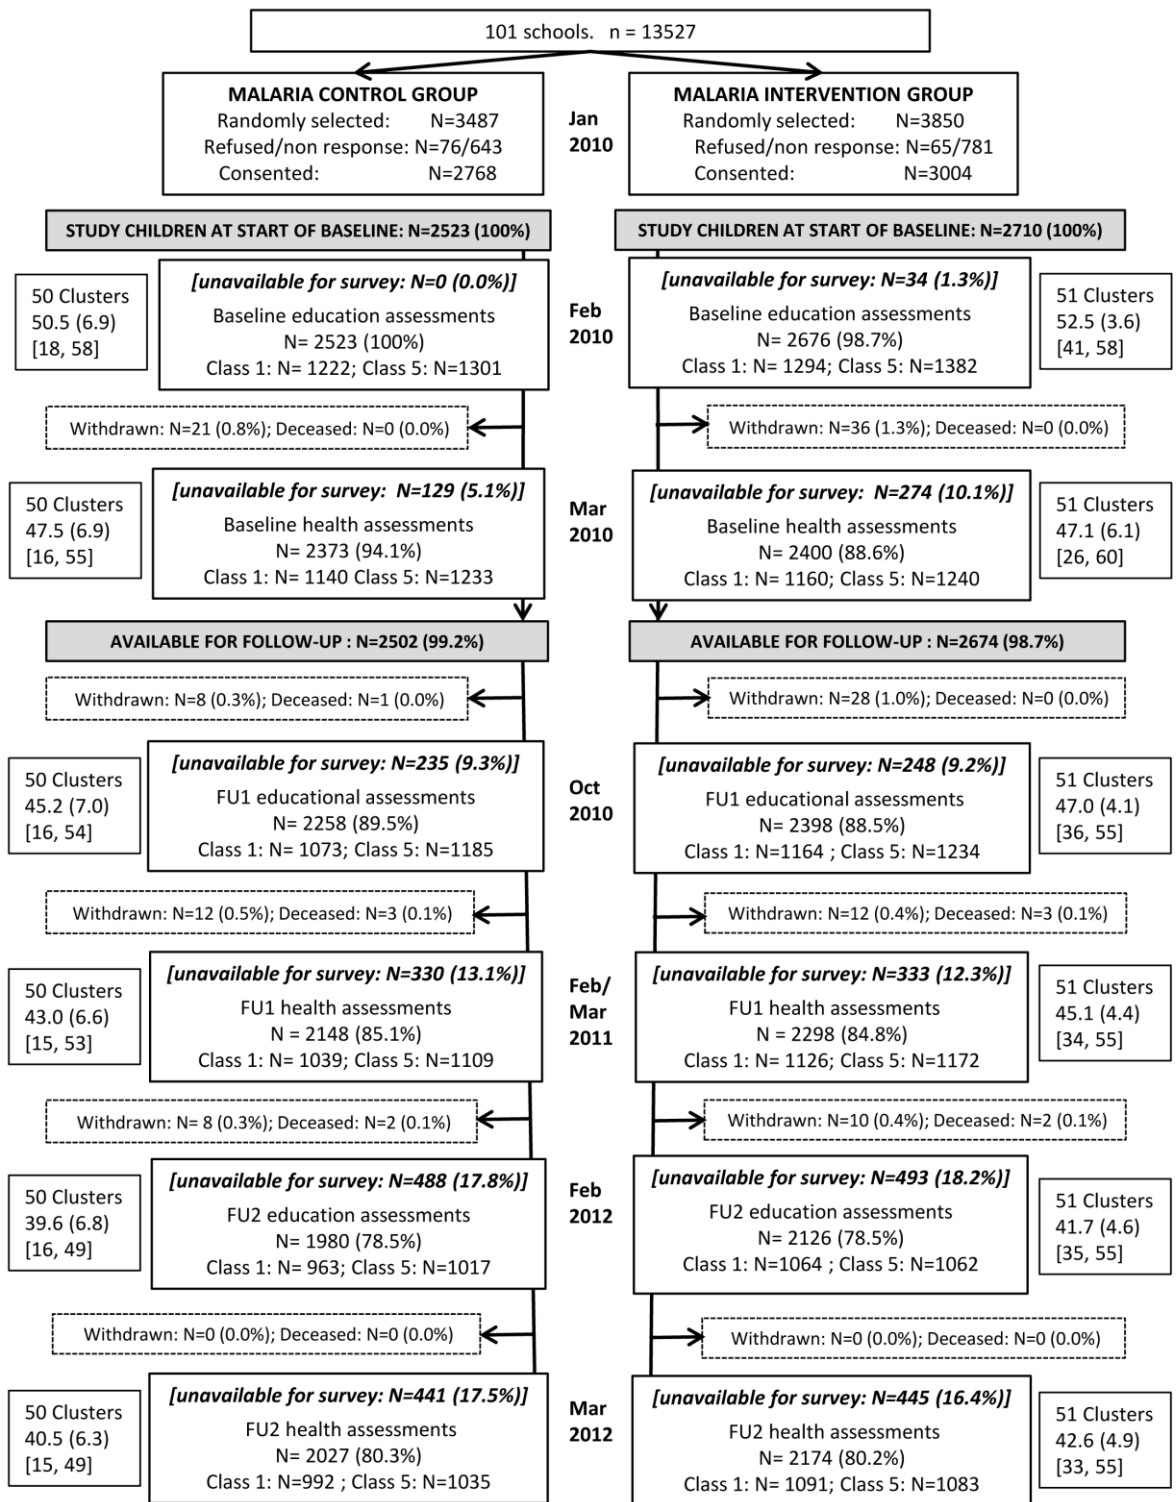 101 schools. n = 13527
MALARIA CONTROL GROUP
Randomly selected: N=3487
Refused/non response: N=76/643
Consented: N=2768
Jan
2010
MALARIA INTERVENTION GROUP
Randomly selected: N=3850
Refused/non response: N=65/781
Consented: N=3004
STUDY CHILDREN AT START OF BASELINE: N=2523 (100%)
STUDY CHILDREN AT START OF BASELINE: N=2710 (100%)
50 Clusters
50.5 (6.9)
[18, 58]
[unavailable for survey: N=0 (0.0%)]
Baseline education assessments
N= 2523 (100%)
Class 1: N= 1222; Class 5: N=1301
Feb
2010
[unavailable for survey: N=34 (1.3%)]
Baseline education assessments
N= 2676 (98.7%)
Class 1: N= 1294; Class 5: N=1382
51 Clusters
52.5 (3.6)
[41, 58]
Withdrawn: N=21 (0.8%); Deceased: N=0 (0.0%)
Withdrawn: N=36 (1.3%); Deceased: N=0 (0.0%)
50 Clusters
47.5 (6.9)
[16, 55]
[unavailable for survey: N=129 (5.1%)]
Baseline health assessments
N= 2373 (94.1%)
Class 1: N= 1140 Class 5: N=1233
Mar
2010
[unavailable for survey: N=274 (10.1%)]
Baseline health assessments
N= 2400 (88.6%)
Class 1: N= 1160; Class 5: N=1240
51 Clusters
47.1 (6.1)
[26, 60]
AVAILABLE FOR FOLLOW-UP : N=2502 (99.2%)
AVAILABLE FOR FOLLOW-UP : N=2674 (98.7%)
Withdrawn: N=8 (0.3%); Deceased: N=1 (0.0%)
Withdrawn: N=28 (1.0%); Deceased: N=0 (0.0%)
50 Clusters
45.2 (7.0)
[16, 54]
[unavailable for survey: N=235 (9.3%)]
FU1 educational assessments
N= 2258 (89.5%)
Class 1: N= 1073; Class 5: N=1185
Oct
2010
[unavailable for survey: N=248 (9.2%)]
FU1 educational assessments
N= 2398 (88.5%)
Class 1: N=1164 ; Class 5: N=1234
51 Clusters
47.0 (4.1)
[36, 55]
Withdrawn: N=12 (0.5%); Deceased: N=3 (0.1%)
Withdrawn: N=12 (0.4%); Deceased: N=3 (0.1%)
50 Clusters
43.0 (6.6)
[15, 53]
[unavailable for survey: N=330 (13.1%)]
FU1 health assessments
N = 2148 (85.1%)
Class 1: N= 1039; Class 5: N=1109
Feb/
Mar
2011
[unavailable for survey: N=333 (12.3%)]
FU1 health assessments
N = 2298 (84.8%)
Class 1: N= 1126; Class 5: N=1172
51 Clusters
45.1 (4.4)
[34, 55]
Withdrawn: N= 8 (0.3%); Deceased: N=2 (0.1%)
Withdrawn: N=10 (0.4%); Deceased: N=2 (0.1%)
50 Clusters
39.6 (6.8)
[16, 49]
[unavailable for survey: N=488 (17.8%)]
FU2 education assessments
N= 1980 (78.5%)
Class 1: N= 963; Class 5: N=1017
Feb
2012
[unavailable for survey: N=493 (18.2%)]
FU2 education assessments
N= 2126 (78.5%)
Class 1: N=1064 ; Class 5: N=1062
51 Clusters
41.7 (4.6)
[35, 55]
Withdrawn: N=0 (0.0%); Deceased: N=0 (0.0%)
Withdrawn: N=0 (0.0%); Deceased: N=0 (0.0%)
50 Clusters
40.5 (6.3)
[15, 49]
[unavailable for survey: N=441 (17.5%)]
FU2 health assessments
N= 2027 (80.3%)
Class 1: N=992 ; Class 5: N=1035
Mar
2012
[unavailable for survey: N=445 (16.4%)]
FU2 health assessments
N= 2174 (80.2%)
Class 1: N= 1091; Class 5: N=1083
51 Clusters
42.6 (4.9)
[33, 55]